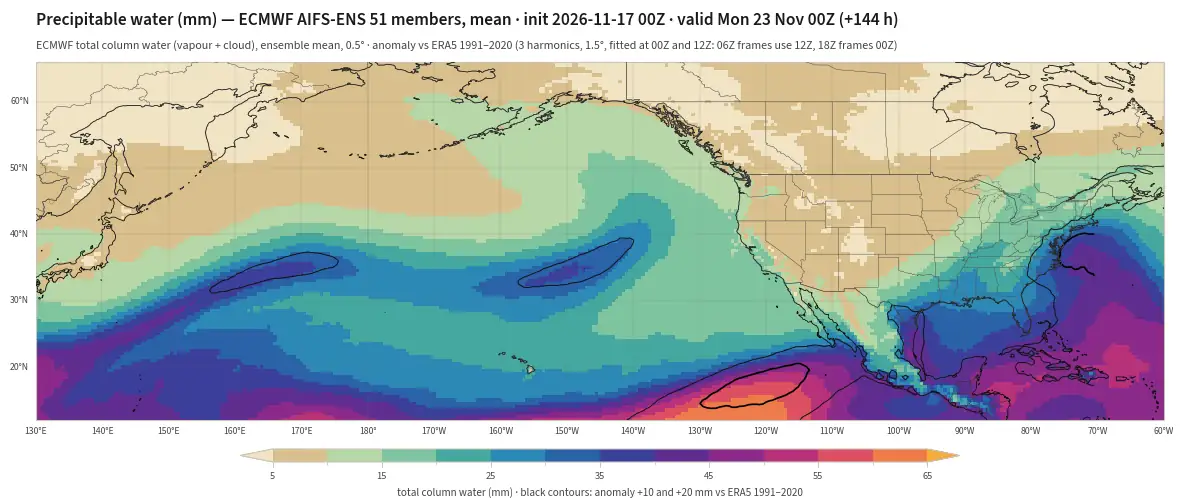 Precipitable water (mm) — ECMWF AIFS-ENS 51 members, mean · init 2026-11-17 00Z · valid Mon 23 Nov 00Z (+144 h)
ECMWF total column water (vapour + cloud), ensemble mean, 0.5° · anomaly vs ERA5 1991–2020 (3 harmonics, 1.5°, fitted at 00Z and 12Z: 06Z frames use 12Z, 18Z frames 00Z)
60°N
50°N
40°N
30°N
20°N
130°E 140°E 150°E 160°E 170°E 180° 170°W 160°W 150°W 140°W 130°W 120°W 110°W 100°W 90°W 80°W 70°W 60°W
5 15 25 35 45 55 65
total column water (mm) · black contours: anomaly +10 and +20 mm vs ERA5 1991–2020